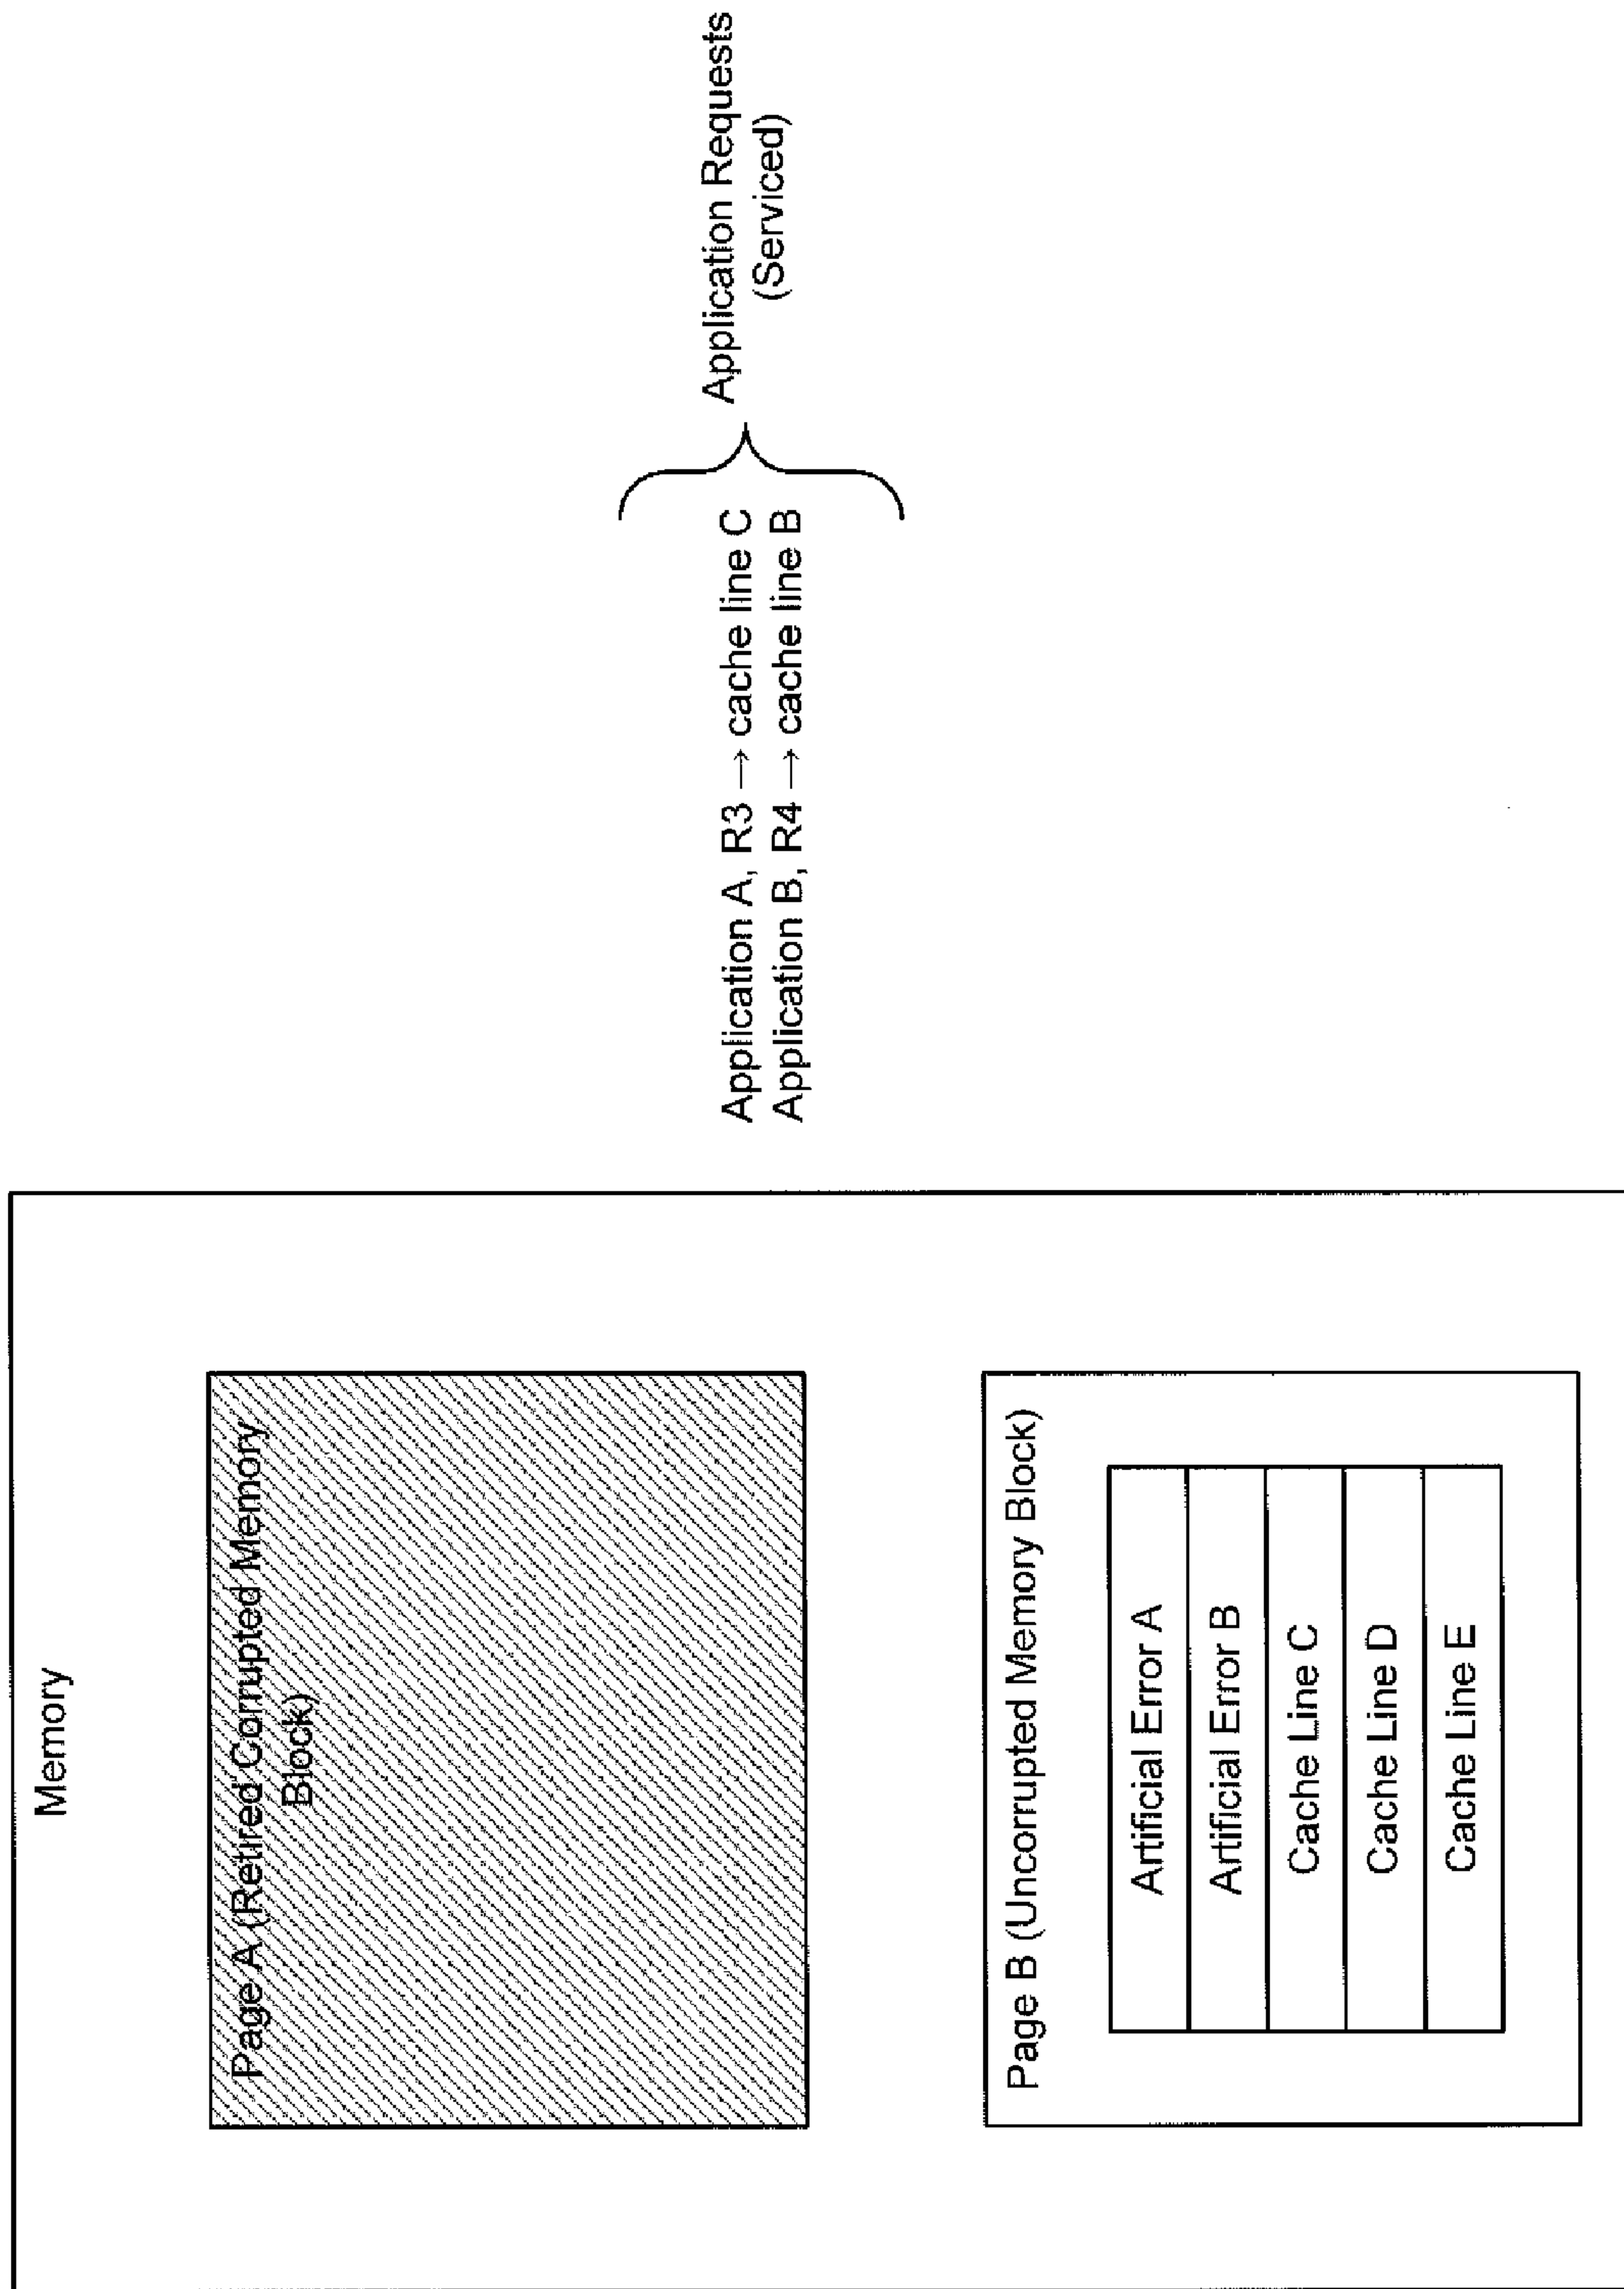 Memory
Page A (Retired Corrupted Memory
Block)
Page B (Uncorrupted Memory Block)
Artificial Error A
Artificial Error B
Cache Line C
Cache Line D
Cache Line E
Application A, R3 → cache line C
Application B, R4 → cache line B
Application Requests
(Serviced)